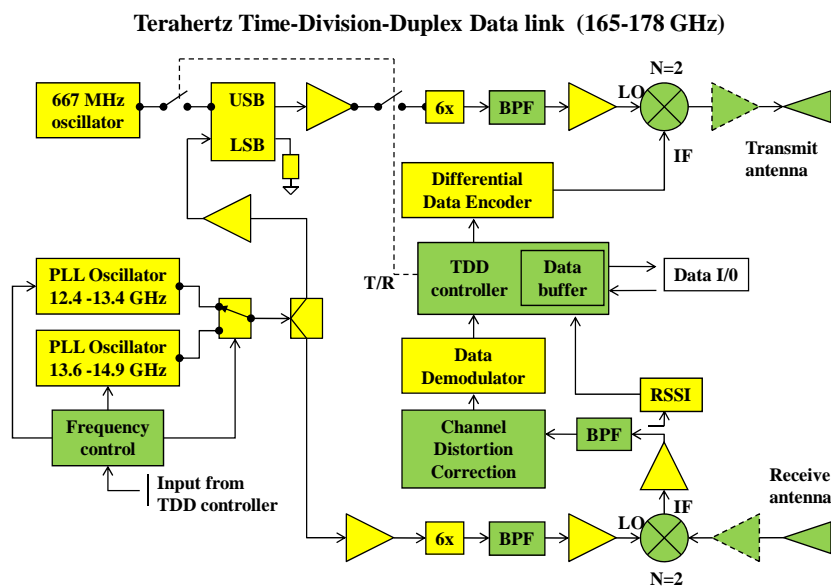 Terahertz Time-Division-Duplex Data link (165-178 GHz)
667 MHz
oscillator
USB
LSB
6x
BPF
LO
N=2
IF
Transmit
antenna
Differential
Data Encoder
T/R
TDD
controller
Data
buffer
Data I/0
PLL Oscillator
12.4 -13.4 GHz
PLL Oscillator
13.6 -14.9 GHz
Frequency
control
Input from
TDD controller
Data
Demodulator
RSSI
Channel
Distortion
Correction
BPF
Receive
antenna
IF
6x
BPF
LO
N=2